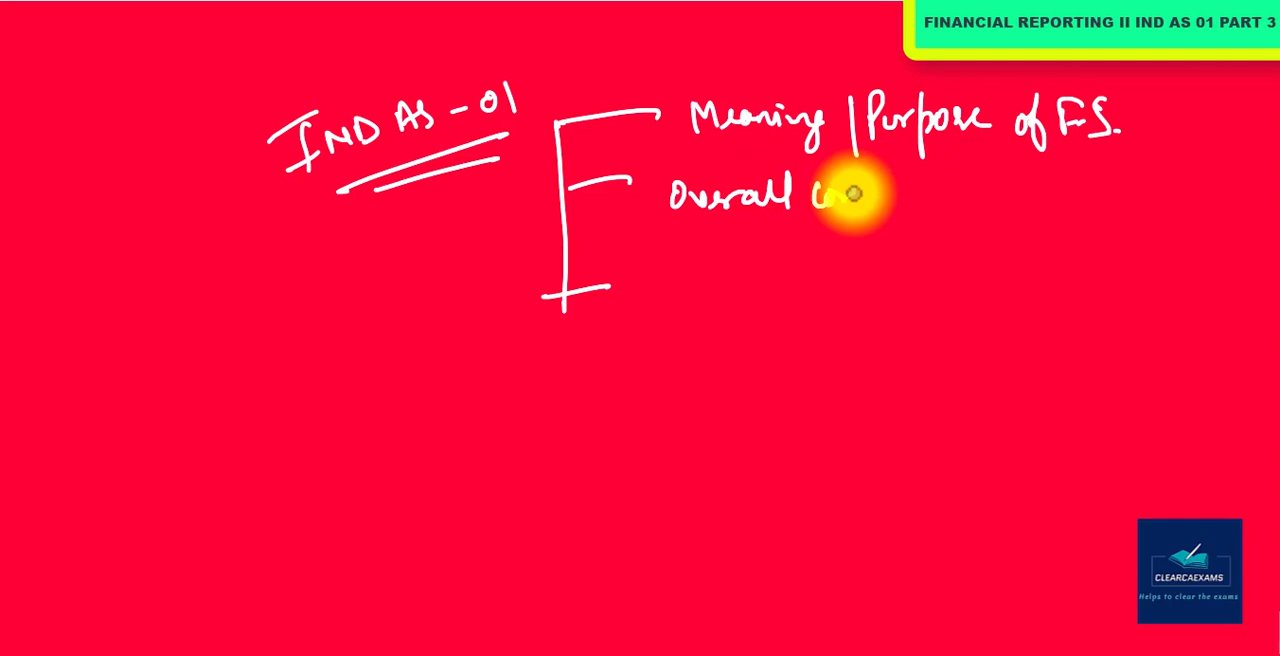 FINANCIAL REPORTING II IND AS 01 PART 3
IND AS - 01
Meaning | Purpose of F.S.
Overall
CLEARCAEXAMS
Helps to clear the exams